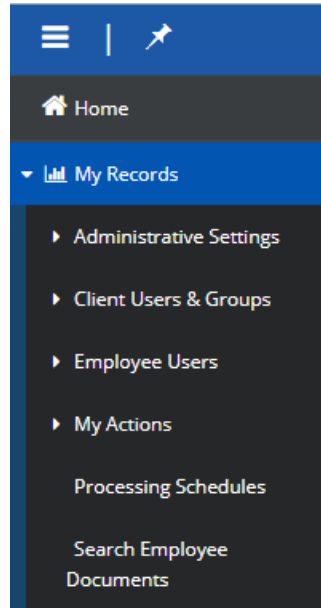 Home
My Records
Administrative Settings
Client Users & Groups
Employee Users
My Actions
Processing Schedules
Search Employee
Documents